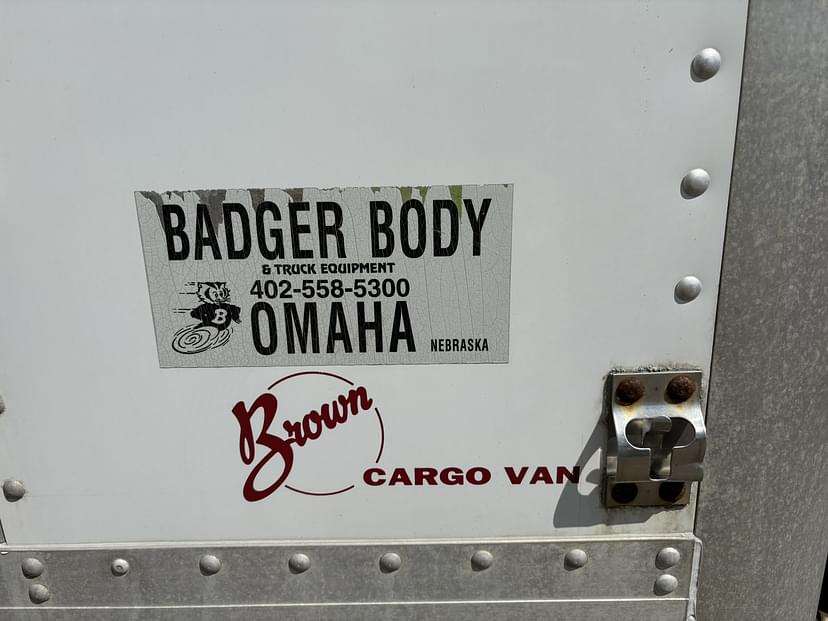 BADGER BODY
& TRUCK EQUIPMENT
402-558-5300
B
OMAHA NEBRASKA
Brown
CARGO VAN